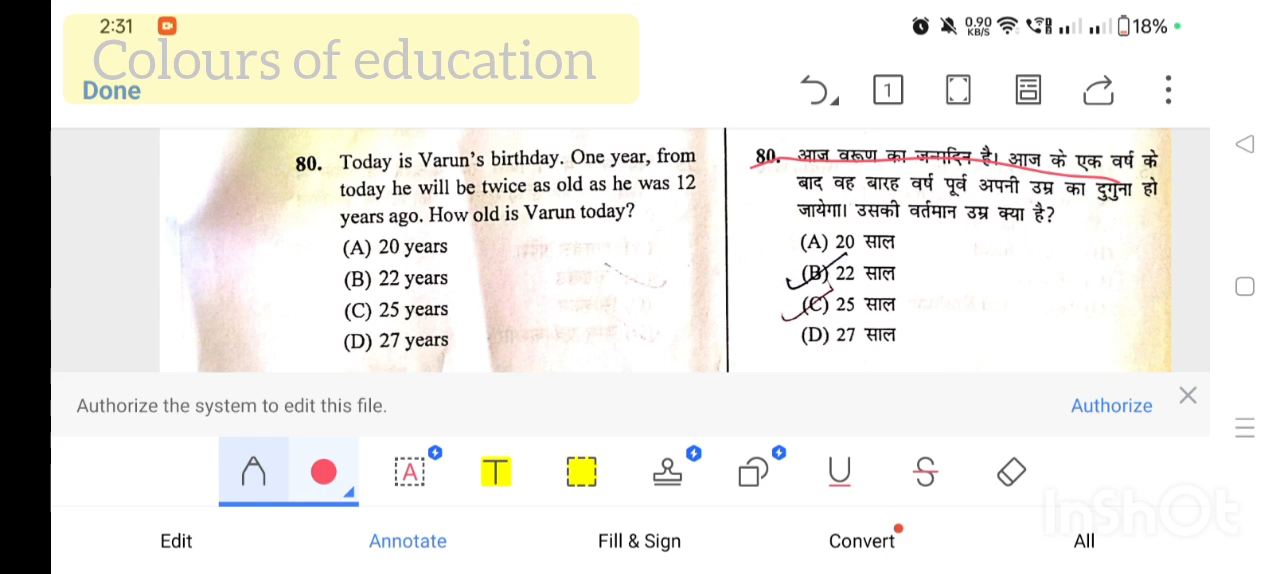 2:31
0.90
KB/S
18%
Colours of education
Done
1
80. Today is Varun's birthday. One year, from
today he will be twice as old as he was 12
years ago. How old is Varun today?
(A) 20 years
(B) 22 years
(C) 25 years
(D) 27 years
80. आज वरूण का जन्मदिन है। आज के एक वर्ष के
बाद वह बारह वर्ष पूर्व अपनी उम्र का दुगुना हो
जायेगा। उसकी वर्तमान उम्र क्या है?
(A) 20 साल
(B) 22 साल
(C) 25 साल
(D) 27 साल
Authorize the system to edit this file.
Authorize
A
T
U
S
InShOt
Edit
Annotate
Fill & Sign
Convert
All